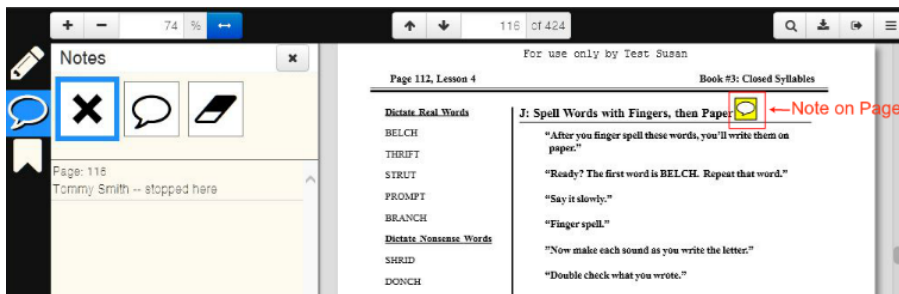 74 %
116 of 424
Notes
Page: 116
Tommy Smith -- stopped here
For use only by Test Susan
Page 112, Lesson 4
Book #3: Closed Syllables
Dictate Real Words
BELCH
THRIFT
STRUT
PROMPT
BRANCH
Dictate Nonsense Words
SHRID
DONCH
J: Spell Words with Fingers, then Paper
Note on Page
“After you finger spell these words, you’ll write them on
paper.”
“Ready? The first word is BELCH. Repeat that word.”
“Say it slowly.”
“Finger spell.”
“Now make each sound as you write the letter.”
“Double check what you wrote.”